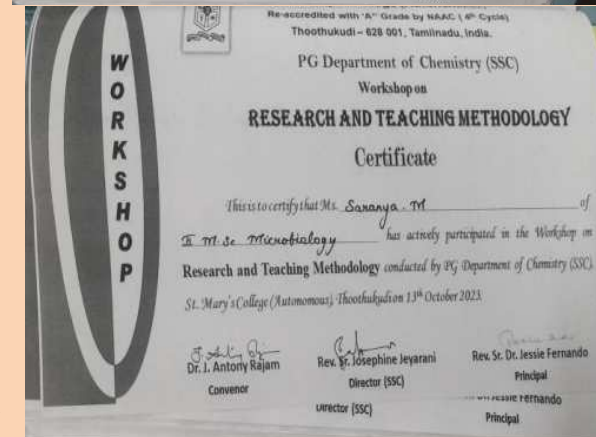 Re-accredited with "A+" Grade by NAAC ( 4th Cycle)
Thoothukudi – 628 001, Tamilnadu, India.
WORKSHOP
PG Department of Chemistry (SSC)
Workshop on
RESEARCH AND TEACHING METHODOLOGY
Certificate
This is to certify that Ms. Saranya. M of
II M.Sc Microbiology has actively participated in the Workshop on
Research and Teaching Methodology conducted by PG Department of Chemistry (SSC),
St. Mary's College (Autonomous), Thoothukudi on 13th October 2023.
Dr. J. Antony Rajam Rev. Sr. Josephine Jeyarani Rev. Sr. Dr. Jessie Fernando
Convenor Director (SSC) Principal
Director (SSC) Jessie Fernando
Principal